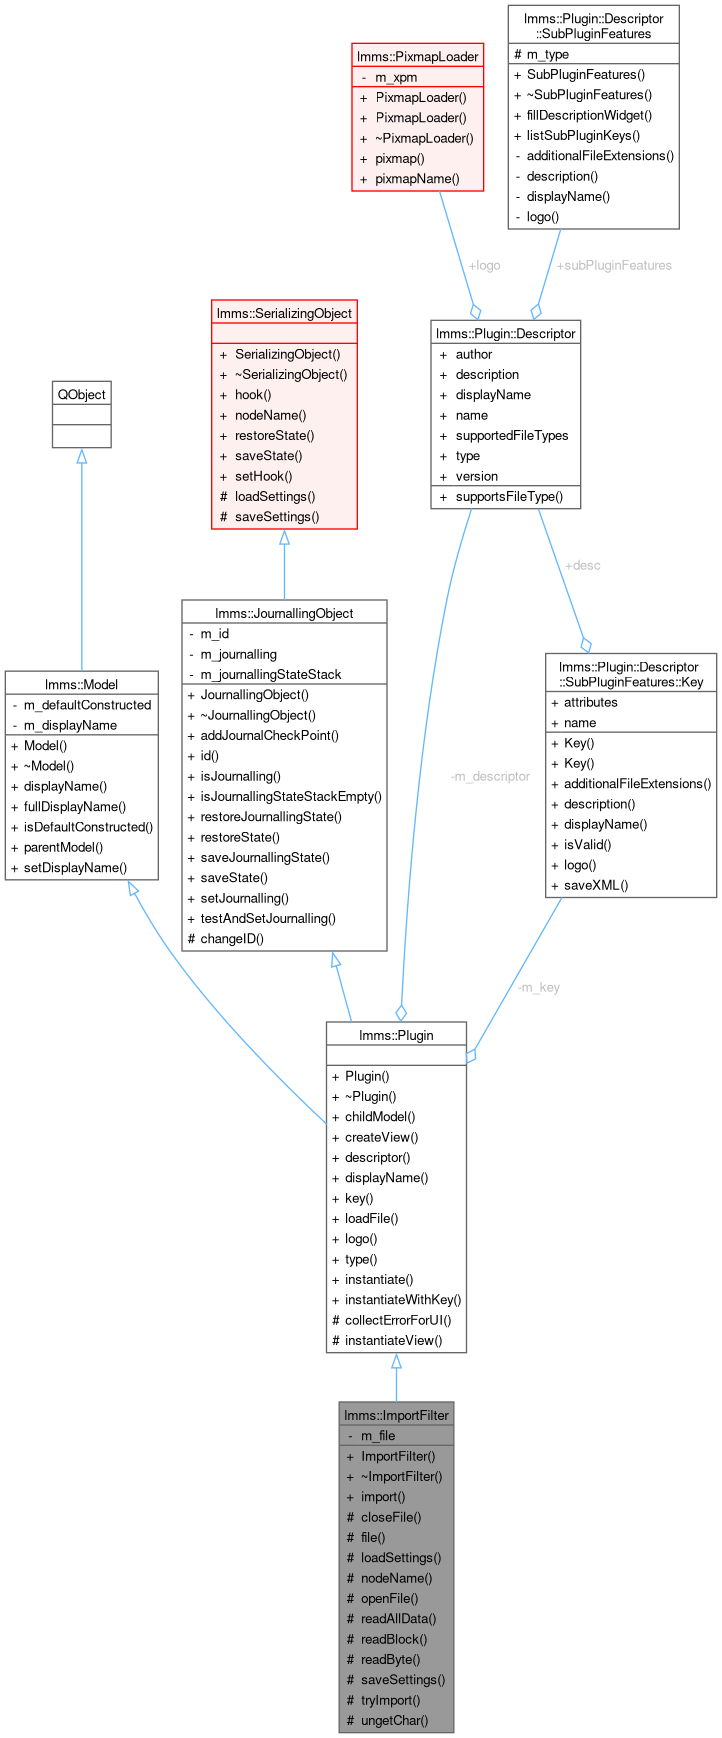 lmms::Plugin::Descriptor
::SubPluginFeatures
# m_type
+ SubPluginFeatures()
+ ~SubPluginFeatures()
+ fillDescriptionWidget()
+ listSubPluginKeys()
- additionalFileExtensions()
- description()
- displayName()
- logo()
lmms::PixmapLoader
- m_xpm
+ PixmapLoader()
+ PixmapLoader()
+ ~PixmapLoader()
+ pixmap()
+ pixmapName()
+logo
+subPluginFeatures
lmms::SerializingObject
+ SerializingObject()
+ ~SerializingObject()
+ hook()
+ nodeName()
+ restoreState()
+ saveState()
+ setHook()
# loadSettings()
# saveSettings()
lmms::Plugin::Descriptor
+ author
+ description
+ displayName
+ name
+ supportedFileTypes
+ type
+ version
+ supportsFileType()
QObject
+desc
lmms::JournallingObject
- m_id
- m_journalling
- m_journallingStateStack
+ JournallingObject()
+ ~JournallingObject()
+ addJournalCheckPoint()
+ id()
+ isJournalling()
+ isJournallingStateStackEmpty()
+ restoreJournallingState()
+ restoreState()
+ saveJournallingState()
+ saveState()
+ setJournalling()
+ testAndSetJournalling()
# changeID()
lmms::Model
- m_defaultConstructed
- m_displayName
+ Model()
+ ~Model()
+ displayName()
+ fullDisplayName()
+ isDefaultConstructed()
+ parentModel()
+ setDisplayName()
lmms::Plugin::Descriptor
::SubPluginFeatures::Key
+ attributes
+ name
+ Key()
+ Key()
+ additionalFileExtensions()
+ description()
+ displayName()
+ isValid()
+ logo()
+ saveXML()
-m_descriptor
-m_key
lmms::Plugin
+ Plugin()
+ ~Plugin()
+ childModel()
+ createView()
+ descriptor()
+ displayName()
+ key()
+ loadFile()
+ logo()
+ type()
+ instantiate()
+ instantiateWithKey()
# collectErrorForUI()
# instantiateView()
lmms::ImportFilter
- m_file
+ ImportFilter()
+ ~ImportFilter()
+ import()
# closeFile()
# file()
# loadSettings()
# nodeName()
# openFile()
# readAllData()
# readBlock()
# readByte()
# saveSettings()
# tryImport()
# ungetChar()